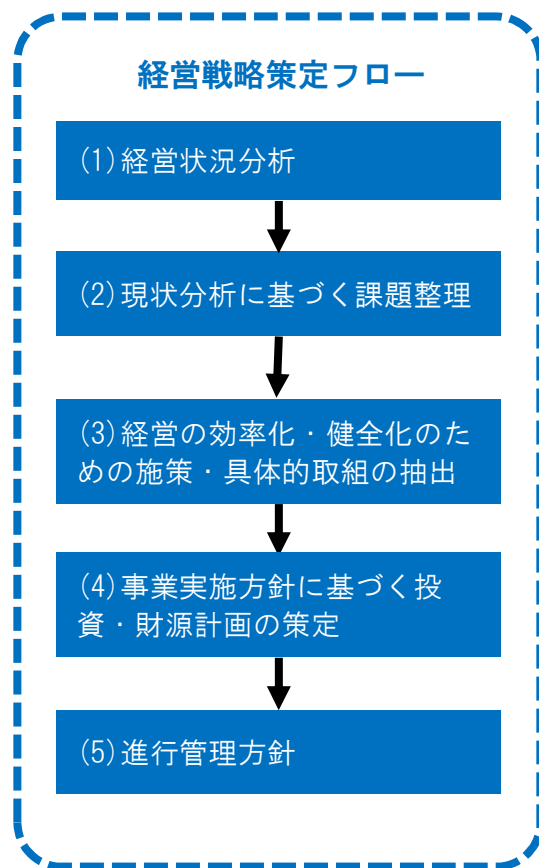 経営戦略策定フロー
(1)経営状況分析
(2)現状分析に基づく課題整理
(3)経営の効率化・健全化のた
めの施策・具体的取組の抽出
(4)事業実施方針に基づく投
資・財源計画の策定
(5)進行管理方針